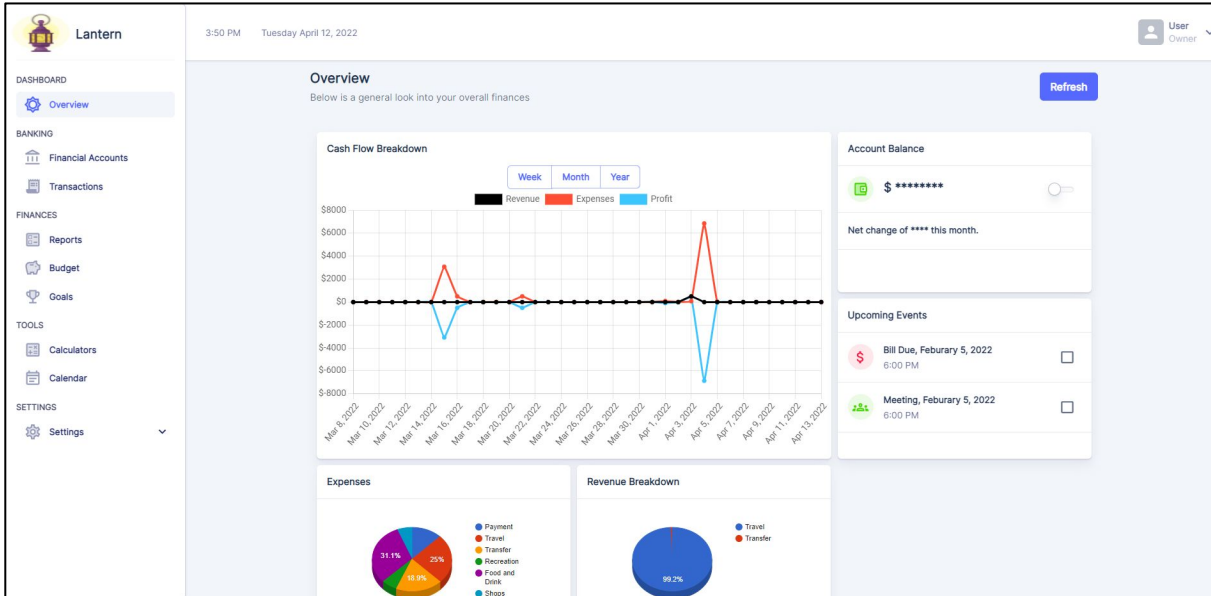 Lantern
3:50 PM Tuesday April 12, 2022
User
Owner
DASHBOARD
Overview
BANKING
Financial Accounts
Transactions
FINANCES
Reports
Budget
Goals
TOOLS
Calculators
Calendar
SETTINGS
Settings
Overview
Below is a general look into your overall finances
Refresh
Cash Flow Breakdown
Week Month Year
Revenue Expenses Profit
$8000
$6000
$4000
$2000
$0
$-2000
$-4000
$-6000
$-8000
Mar 8, 2022
Mar 10, 2022
Mar 12, 2022
Mar 14, 2022
Mar 16, 2022
Mar 18, 2022
Mar 20, 2022
Mar 22, 2022
Mar 24, 2022
Mar 26, 2022
Mar 28, 2022
Mar 30, 2022
Apr 1, 2022
Apr 3, 2022
Apr 5, 2022
Apr 7, 2022
Apr 9, 2022
Apr 11, 2022
Apr 13, 2022
Account Balance
$ ********
Net change of **** this month.
Upcoming Events
$
Bill Due, Feburary 5, 2022
6:00 PM
Meeting, Feburary 5, 2022
6:00 PM
Expenses
31.1%
25%
18.9%
Payment
Travel
Transfer
Recreation
Food and
Drink
Shops
Revenue Breakdown
99.2%
Travel
Transfer